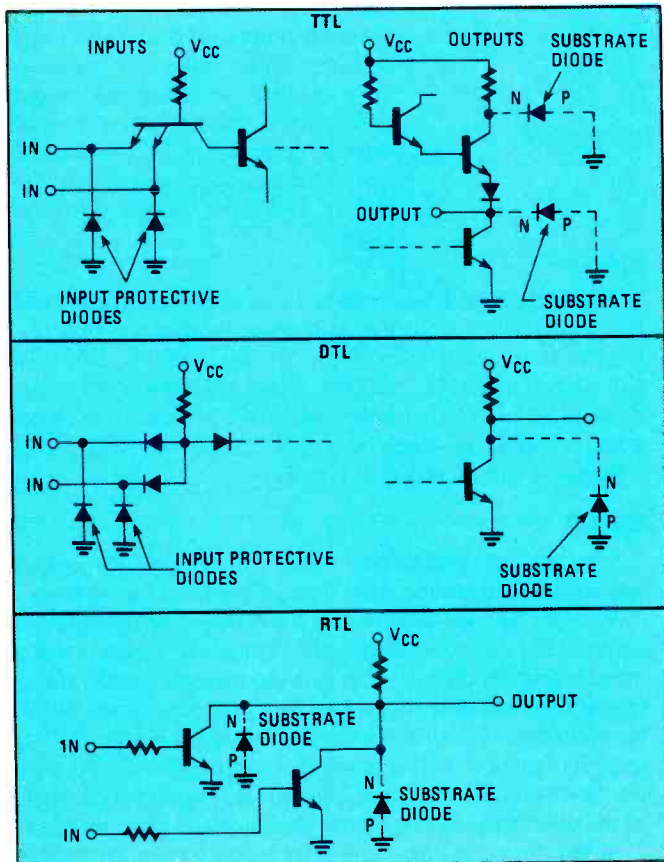 TTL
INPUTS
VCC
IN
IN
INPUT PROTECTIVE
DIODES
VCC
OUTPUTS
SUBSTRATE
DIODE
N
P
OUTPUT
N
P
SUBSTRATE
DIODE
DTL
VCC
IN
IN
INPUT PROTECTIVE
DIODES
VCC
N
P
SUBSTRATE
DIODE
RTL
VCC
OUTPUT
N
SUBSTRATE
DIODE
P
IN
N
SUBSTRATE
DIODE
P
IN